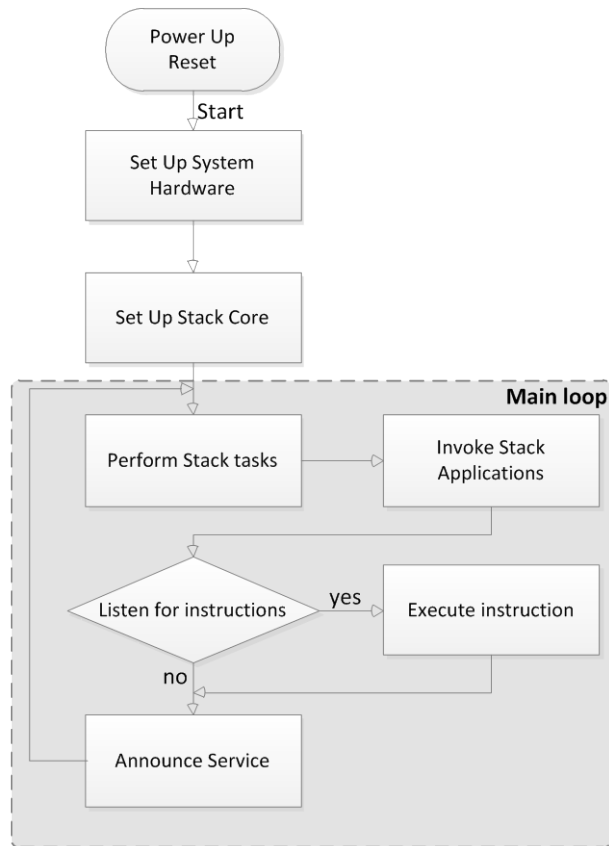 Power Up
Reset
Start
Set Up System
Hardware
Set Up Stack Core
Main loop
Perform Stack tasks
Invoke Stack
Applications
Listen for instructions
yes
Execute instruction
no
Announce Service